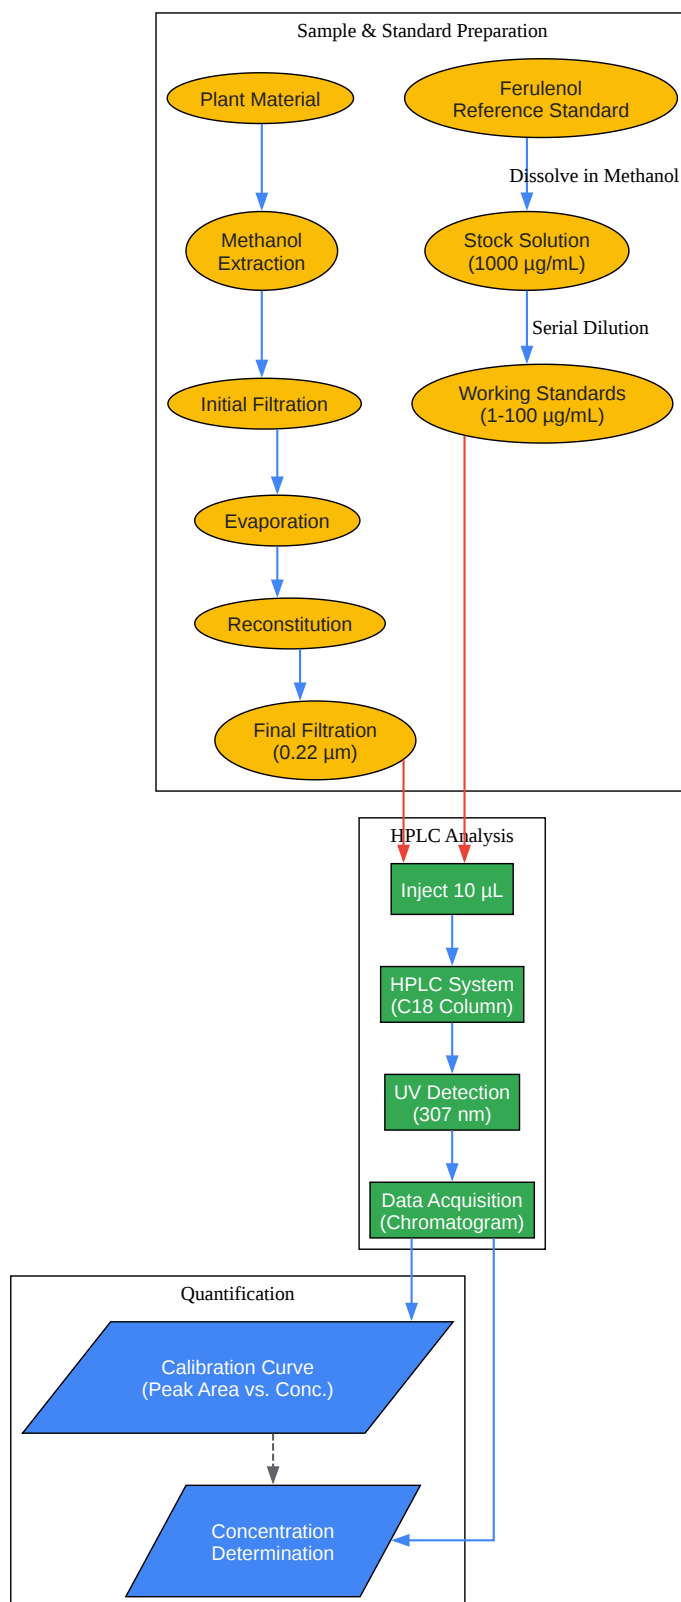 Sample & Standard Preparation
Plant Material
Ferulenol
Reference Standard
Dissolve in Methanol
Methanol
Extraction
Stock Solution
(1000 µg/mL)
Serial Dilution
Initial Filtration
Working Standards
(1-100 µg/mL)
Evaporation
Reconstitution
Final Filtration
(0.22 µm)
HPLC Analysis
Inject 10 µL
HPLC System
(C18 Column)
UV Detection
(307 nm)
Data Acquisition
(Chromatogram)
Quantification
Calibration Curve
(Peak Area vs. Conc.)
Concentration
Determination